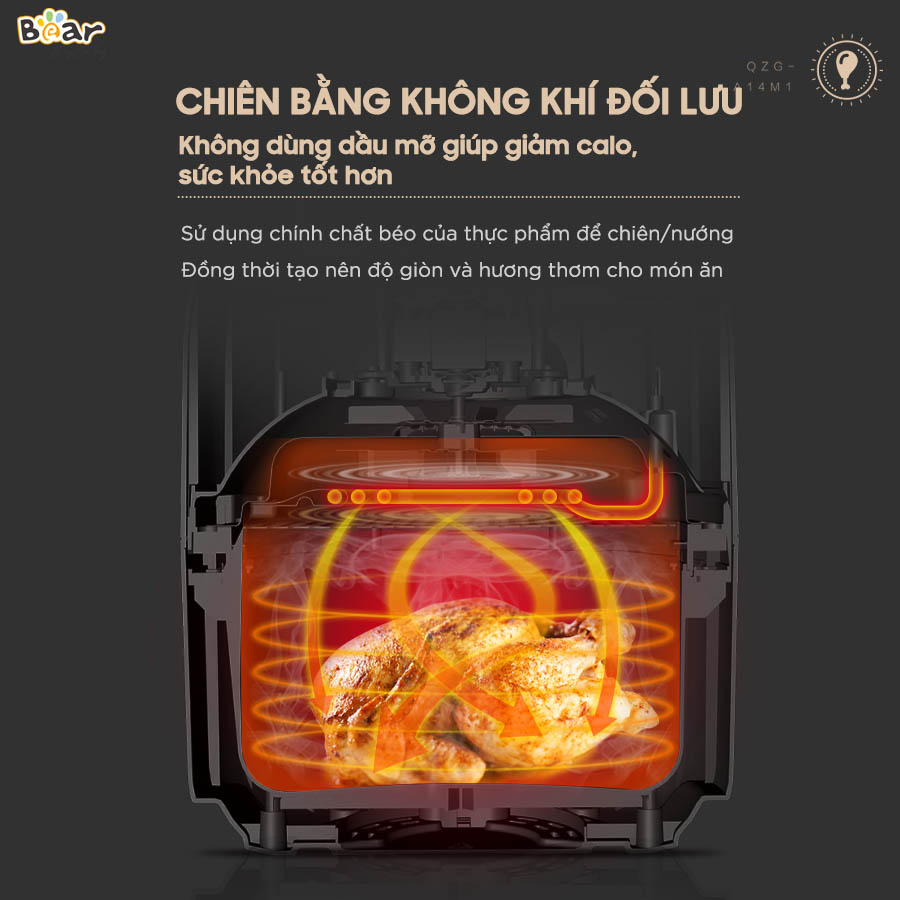 Bear
QZG-
A14M1
CHIÊN BẰNG KHÔNG KHÍ ĐỐI LƯU
Không dùng dầu mỡ giúp giảm calo,
sức khỏe tốt hơn
Sử dụng chính chất béo của thực phẩm để chiên/nướng
Đồng thời tạo nên độ giòn và hương thơm cho món ăn